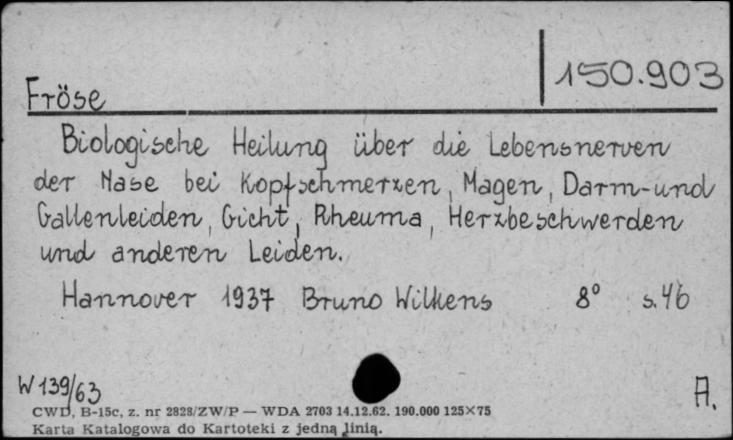 150.903
Fröse
Biologische Heilung über die Lebensnerven
der Nase bei Kopfschmerzen, Magen, Darm-und
Gallenleiden, Gicht, Rheuma, Herzbeschwerden
und anderen Leiden.
Hannover 1937 Bruno Wilkens 8° s.46
W 139/63
A.
CWD, B-15c, z. nr 2828/ZW/P — WDA 2703 14.12.62. 190.000 125×75
Karta Katalogowa do Kartoteki z jedną linią.